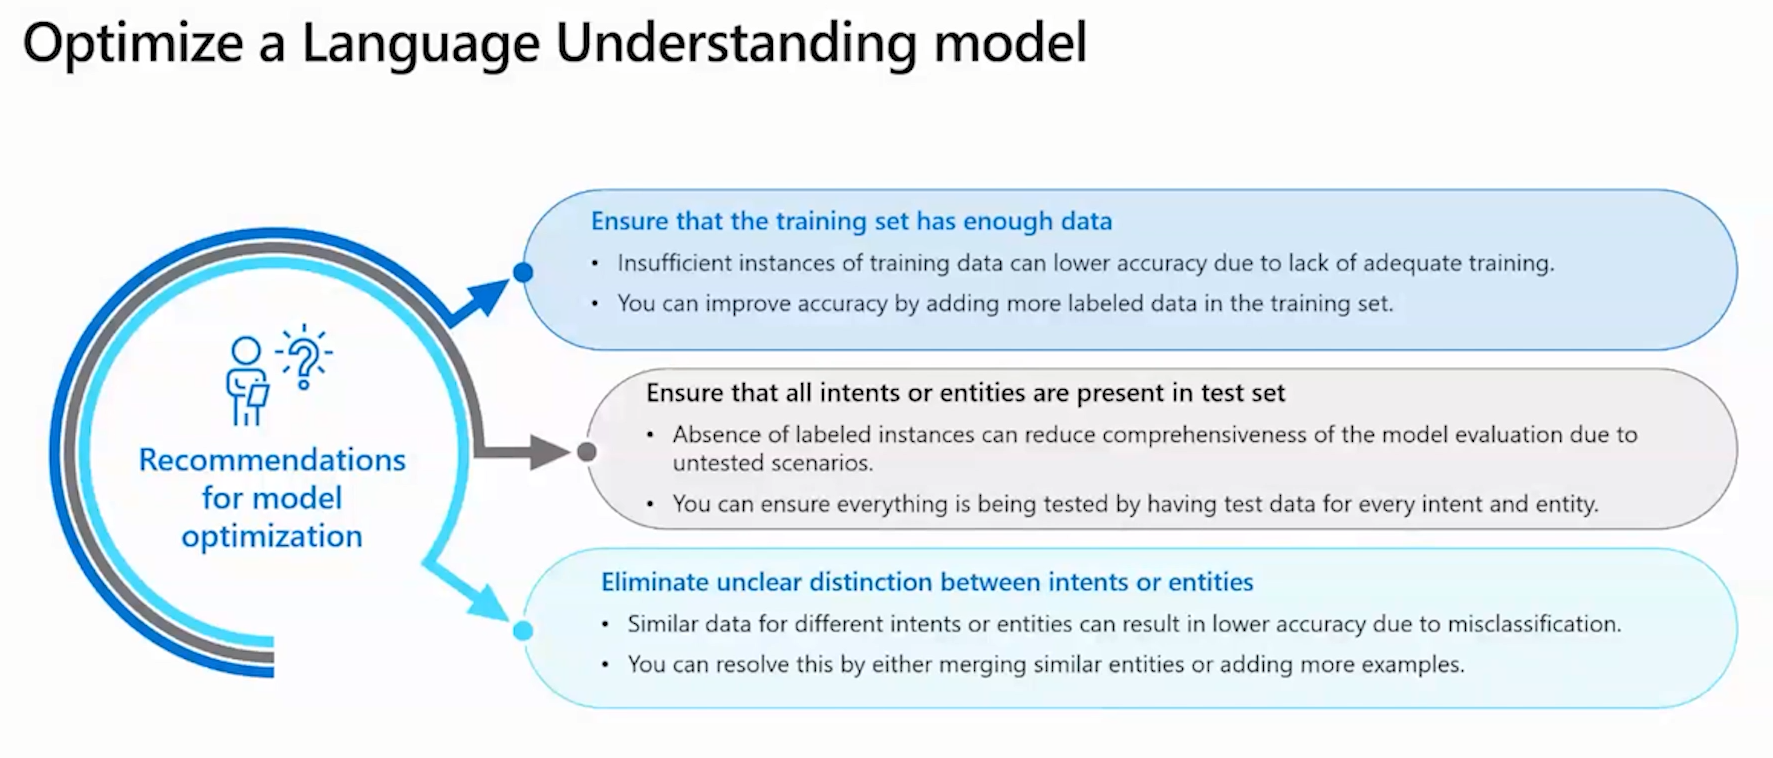 Optimize a Language Understanding model
Recommendations
for model
optimization
Ensure that the training set has enough data
• Insufficient instances of training data can lower accuracy due to lack of adequate training.
• You can improve accuracy by adding more labeled data in the training set.
Ensure that all intents or entities are present in test set
• Absence of labeled instances can reduce comprehensiveness of the model evaluation due to
untested scenarios.
• You can ensure everything is being tested by having test data for every intent and entity.
Eliminate unclear distinction between intents or entities
• Similar data for different intents or entities can result in lower accuracy due to misclassification.
• You can resolve this by either merging similar entities or adding more examples.